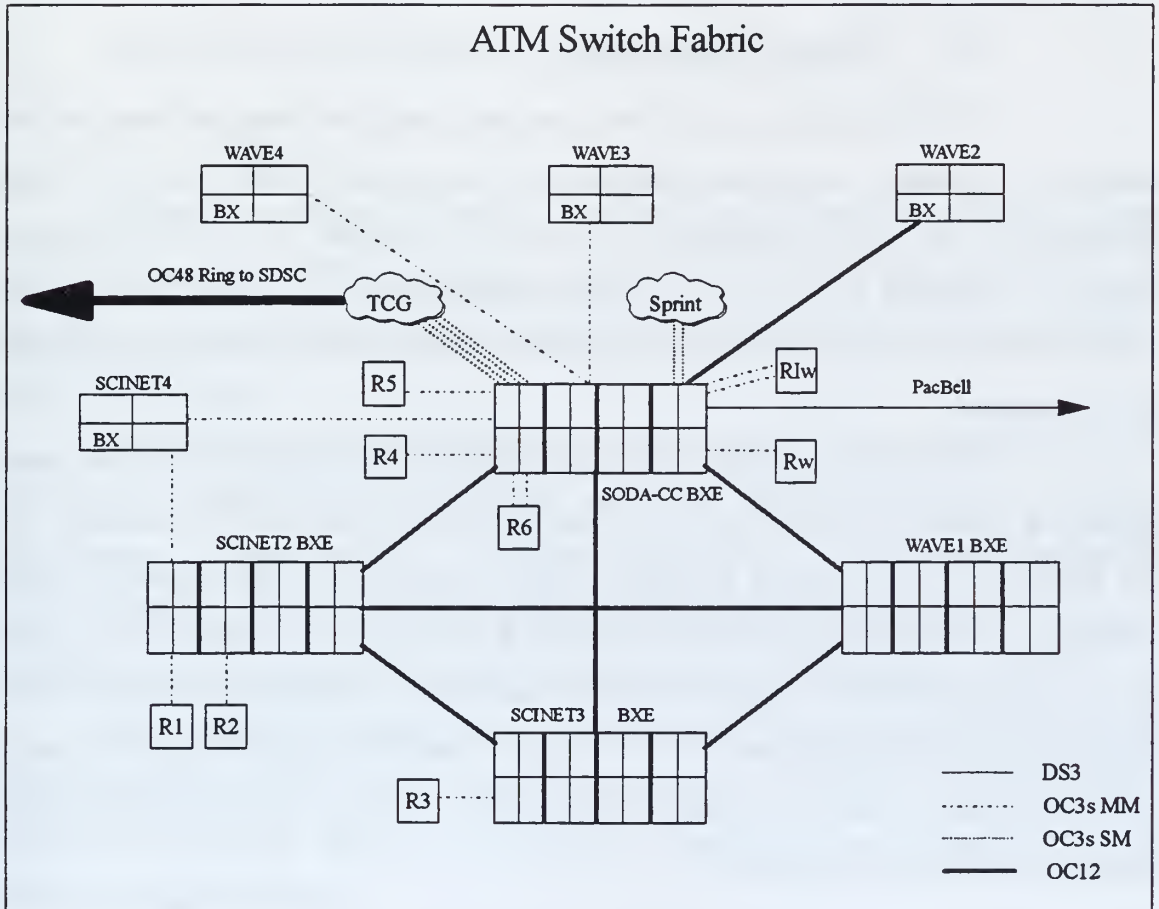 ATM Switch Fabric
WAVE4
WAVE3
WAVE2
BX
BX
BX
OC48 Ring to SDSC
TCG
Sprint
SCINET4
R5
RIw
PacBell
BX
R4
Rw
SODA-CC BXE
R6
SCINET2 BXE
WAVE1 BXE
R1
R2
SCINET3 BXE
R3
DS3
OC3s MM
OC3s SM
OC12